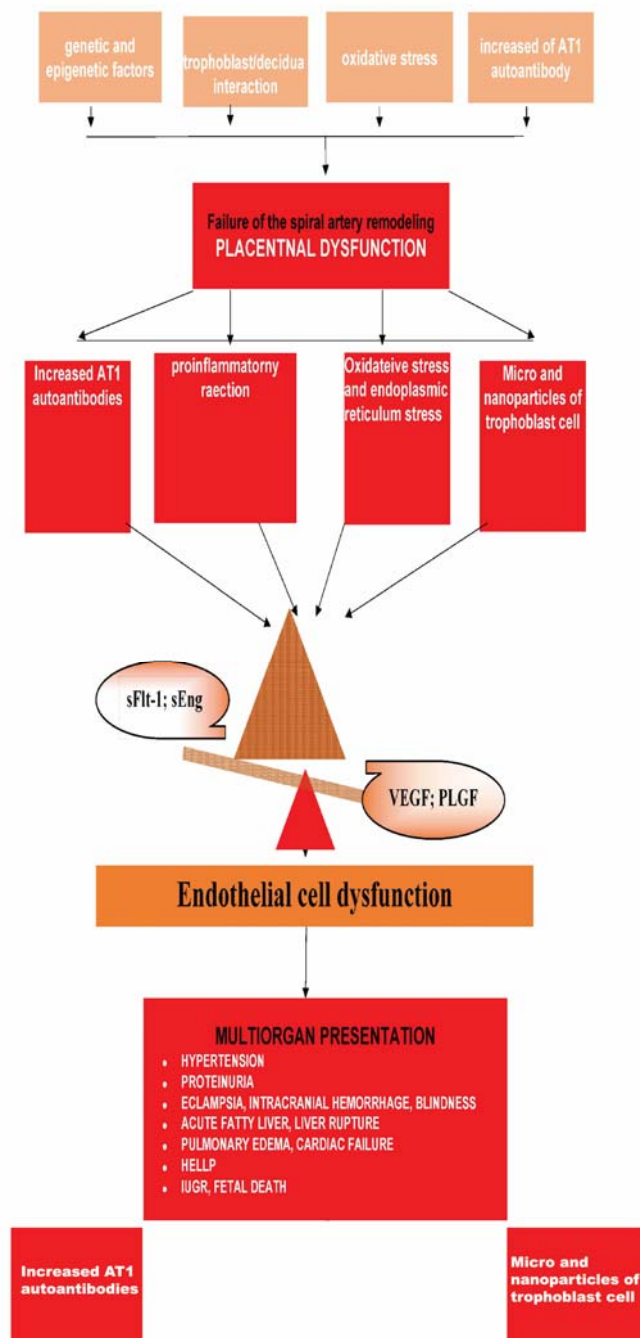 genetic and
epigenetic factors
trophoblast/decidua
interaction
oxidative stress
increased of AT1
autoantibody
Failure of the spiral artery remodeling
PLACENTNAL DYSFUNCTION
Increased AT1
autoantibodies
proinflammatorny
raection
Oxidateive stress
and endoplasmic
reticulum stress
Micro and
nanoparticles of
trophoblast cell
sFlt-1; sEng
VEGF; PLGF
Endothelial cell dysfunction
MULTIORGAN PRESENTATION
• HYPERTENSION
• PROTEINURIA
• ECLAMPSIA, INTRACRANIAL HEMORRHAGE, BLINDNESS
• ACUTE FATTY LIVER, LIVER RUPTURE
• PULMONARY EDEMA, CARDIAC FAILURE
• HELLP
• IUGR, FETAL DEATH
Increased AT1
autoantibodies
Micro and
nanoparticles of
trophoblast cell